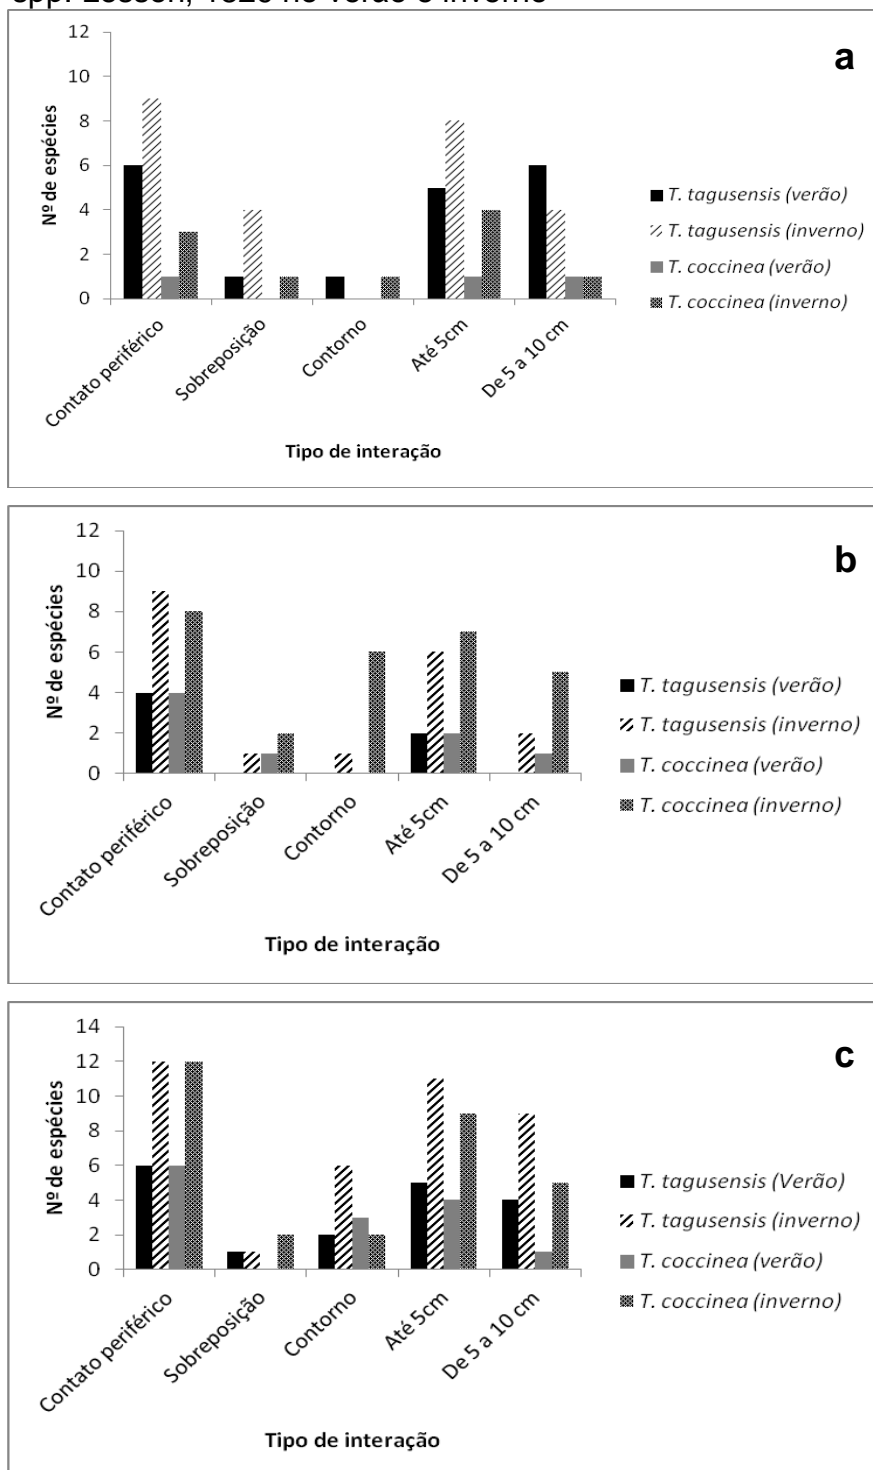 spp. Lesson, 1829 no verão e inverno
a
12
10
8
6
4
2
0
Nº de espécies
Contato periférico
Sobreposição
Contorno
Até 5cm
De 5 a 10 cm
Tipo de interação
T. tagusensis (verão)
T. tagusensis (inverno)
T. coccinea (verão)
T. coccinea (inverno)
b
12
10
8
6
4
2
0
Nº de espécies
Contato periférico
Sobreposição
Contorno
Até 5cm
De 5 a 10 cm
Tipo de interação
T. tagusensis (verão)
T. tagusensis (inverno)
T. coccinea (verão)
T. coccinea (inverno)
c
14
12
10
8
6
4
2
0
Nº de espécies
Contato periférico
Sobreposição
Contorno
Até 5cm
De 5 a 10 cm
Tipo de interação
T. tagusensis (Verão)
T. tagusensis (inverno)
T. coccinea (verão)
T. coccinea (inverno)